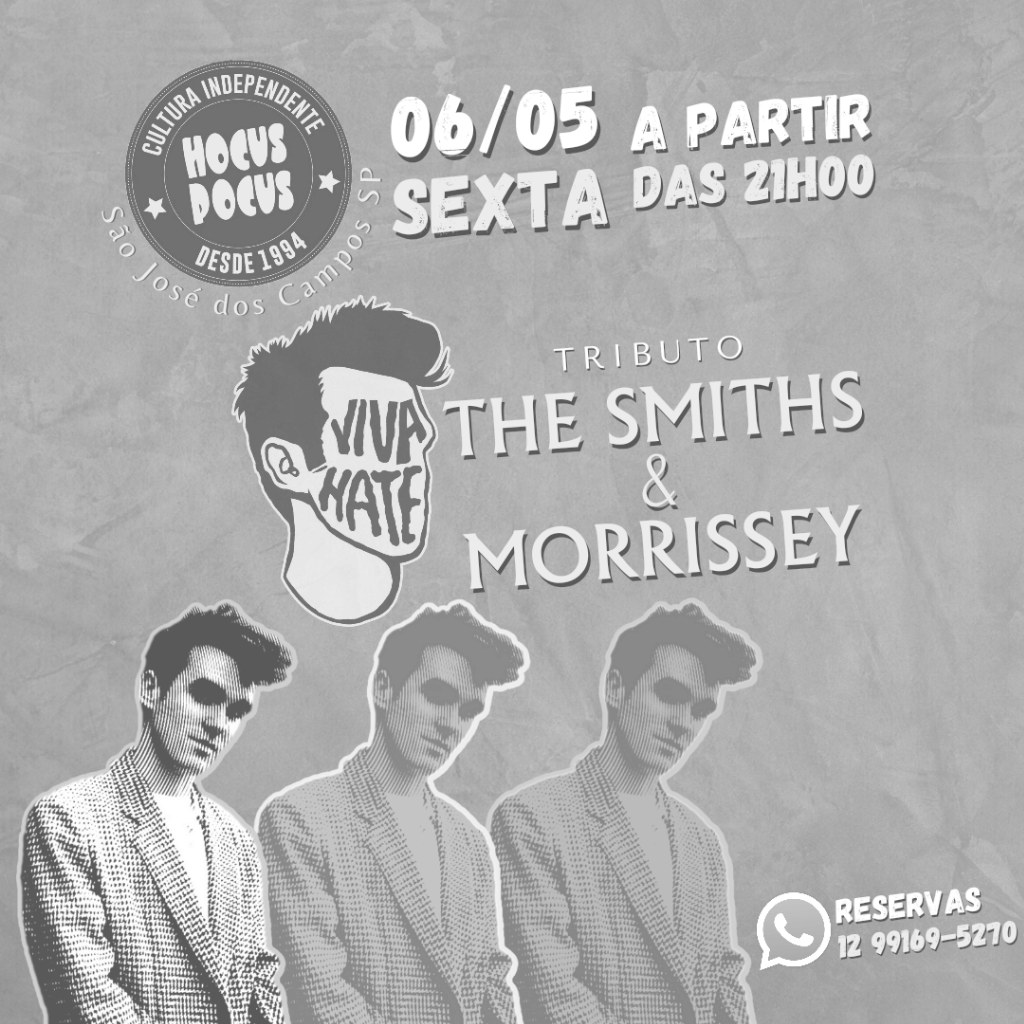 CULTURA INDEPENDENTE
HOCUS
POCUS
DESDE 1994
São José dos Campos SP
06/05
SEXTA
A PARTIR
DAS 21H00
VIVA
HATE
TRIBUTO
THE SMITHS
&
MORRISSEY
RESERVAS
12 99169-5270